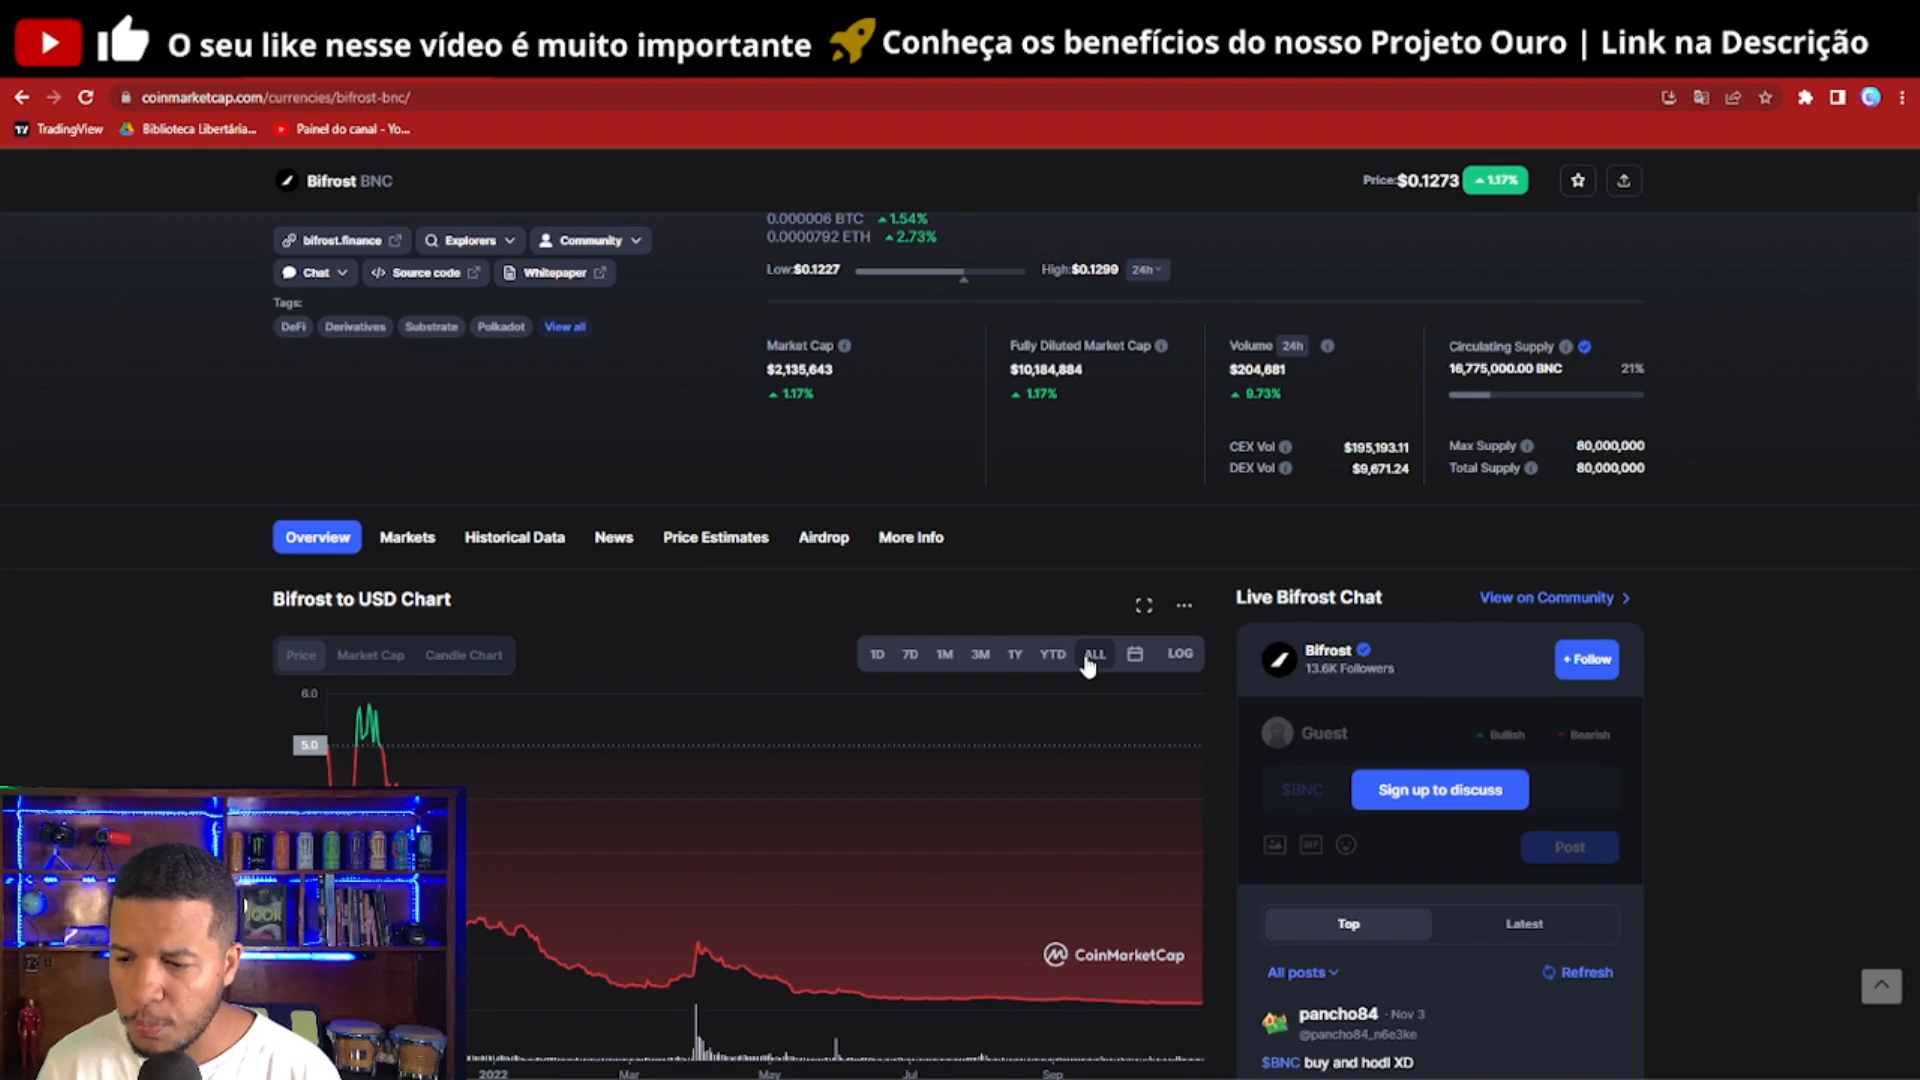 O seu like nesse vídeo é muito importante
Conheça os benefícios do nosso Projeto Ouro | Link na Descrição
coinmarketcap.com/currencies/bifrost-bnc/
TradingView
Biblioteca Libertária...
Painel do canal - Yo...
Bifrost BNC
Price:$0.1273
1.17%
0.000006 BTC
1.54%
0.0000792 ETH
2.73%
Low:$0.1227
High:$0.1299
24h
bifrost.finance
Explorers
Community
Chat
Source code
Whitepaper
Tags:
DeFi
Derivatives
Substrate
Polkadot
View all
Market Cap
$2,135,643
1.17%
Fully Diluted Market Cap
$10,184,884
1.17%
Volume 24h
$204,681
9.73%
CEX Vol $195,193.11
DEX Vol $9,671.24
Circulating Supply
16,775,000.00 BNC 21%
Max Supply 80,000,000
Total Supply 80,000,000
Overview
Markets
Historical Data
News
Price Estimates
Airdrop
More Info
Bifrost to USD Chart
Price
Market Cap
Candle Chart
1D
7D
1M
3M
1Y
YTD
ALL
LOG
6.0
5.0
CoinMarketCap
2022
Mar
May
Jul
Sep
Live Bifrost Chat
View on Community
Bifrost
13.6K Followers
+ Follow
Guest
Bullish
Bearish
$BNC
Sign up to discuss
GIF
Post
Top
Latest
All posts
Refresh
pancho84 · Nov 3
@pancho84_n6e3ke
$BNC buy and hodl XD